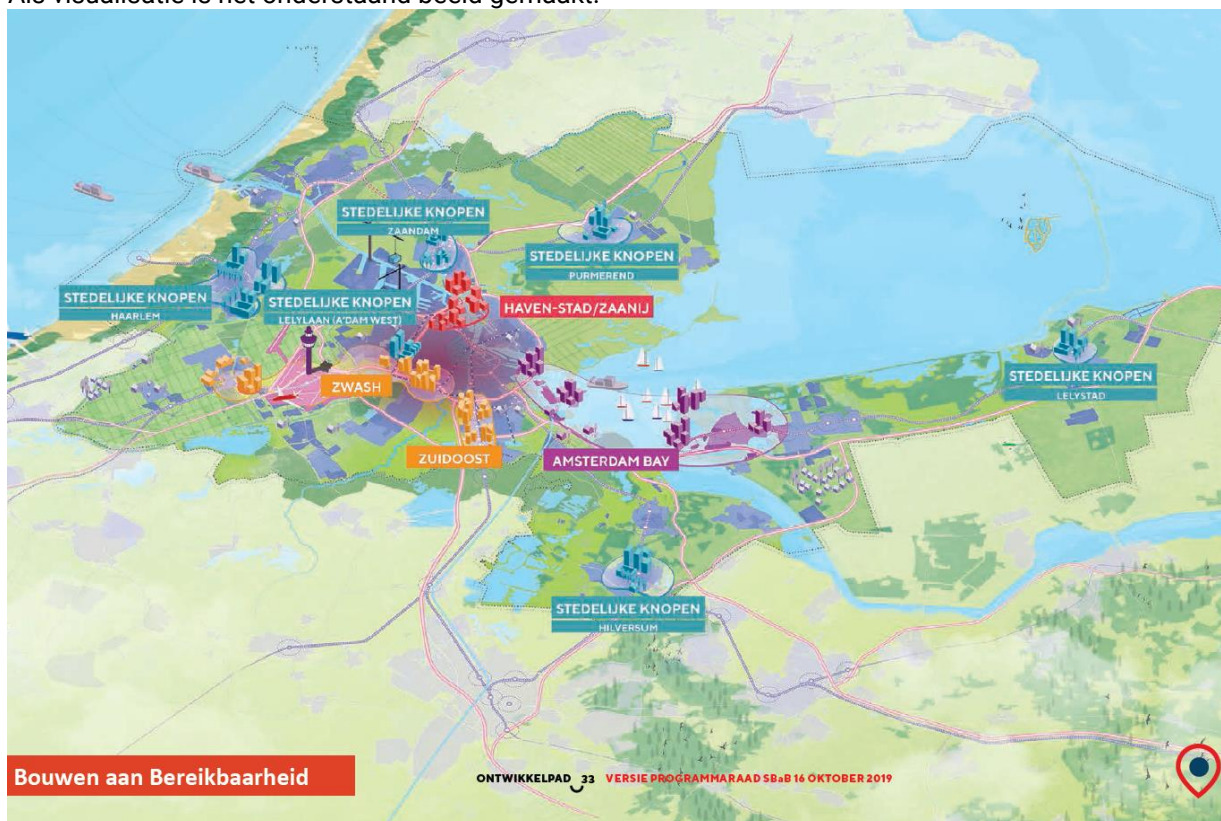 Als visualisatie is het onderstaand beeld gemaakt:
STEDELIJKE KNOPEN
ZAANDAM
STEDELIJKE KNOPEN
PURMEREND
STEDELIJKE KNOPEN
HAARLEM
STEDELIJKE KNOPEN
LELYLAAN (A'DAM WEST)
HAVEN-STAD/ZAANIJ
ZWASH
STEDELIJKE KNOPEN
LELYSTAD
ZUIDOOST
AMSTERDAM BAY
STEDELIJKE KNOPEN
HILVERSUM
Bouwen aan Bereikbaarheid
ONTWIKKELPAD 33 VERSIE PROGRAMMARAAD SBaB 16 OKTOBER 2019